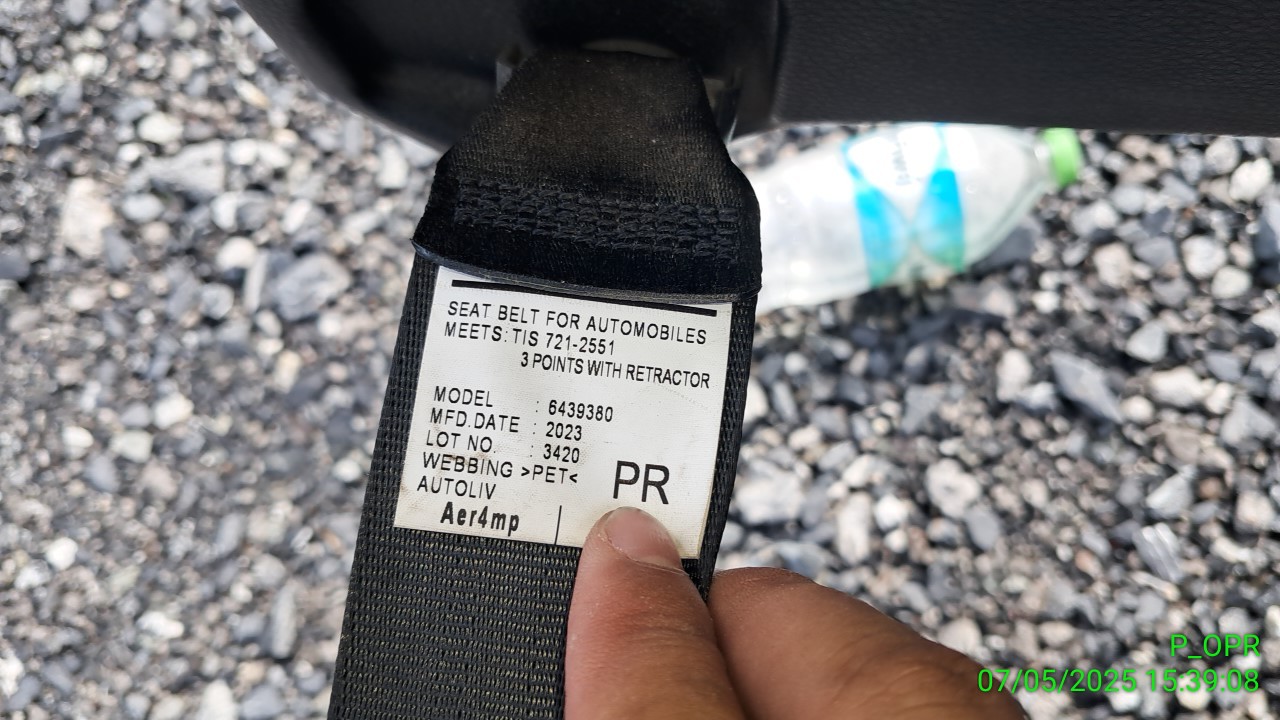 SEAT BELT FOR AUTOMOBILES
MEETS: TIS 721-2551
3 POINTS WITH RETRACTOR
MODEL : 6439380
MFD.DATE : 2023
LOT NO. : 3420
WEBBING >PET<
AUTOLIV
PR
Aer4mp
P_OPR
07/05/2025 15:39:08